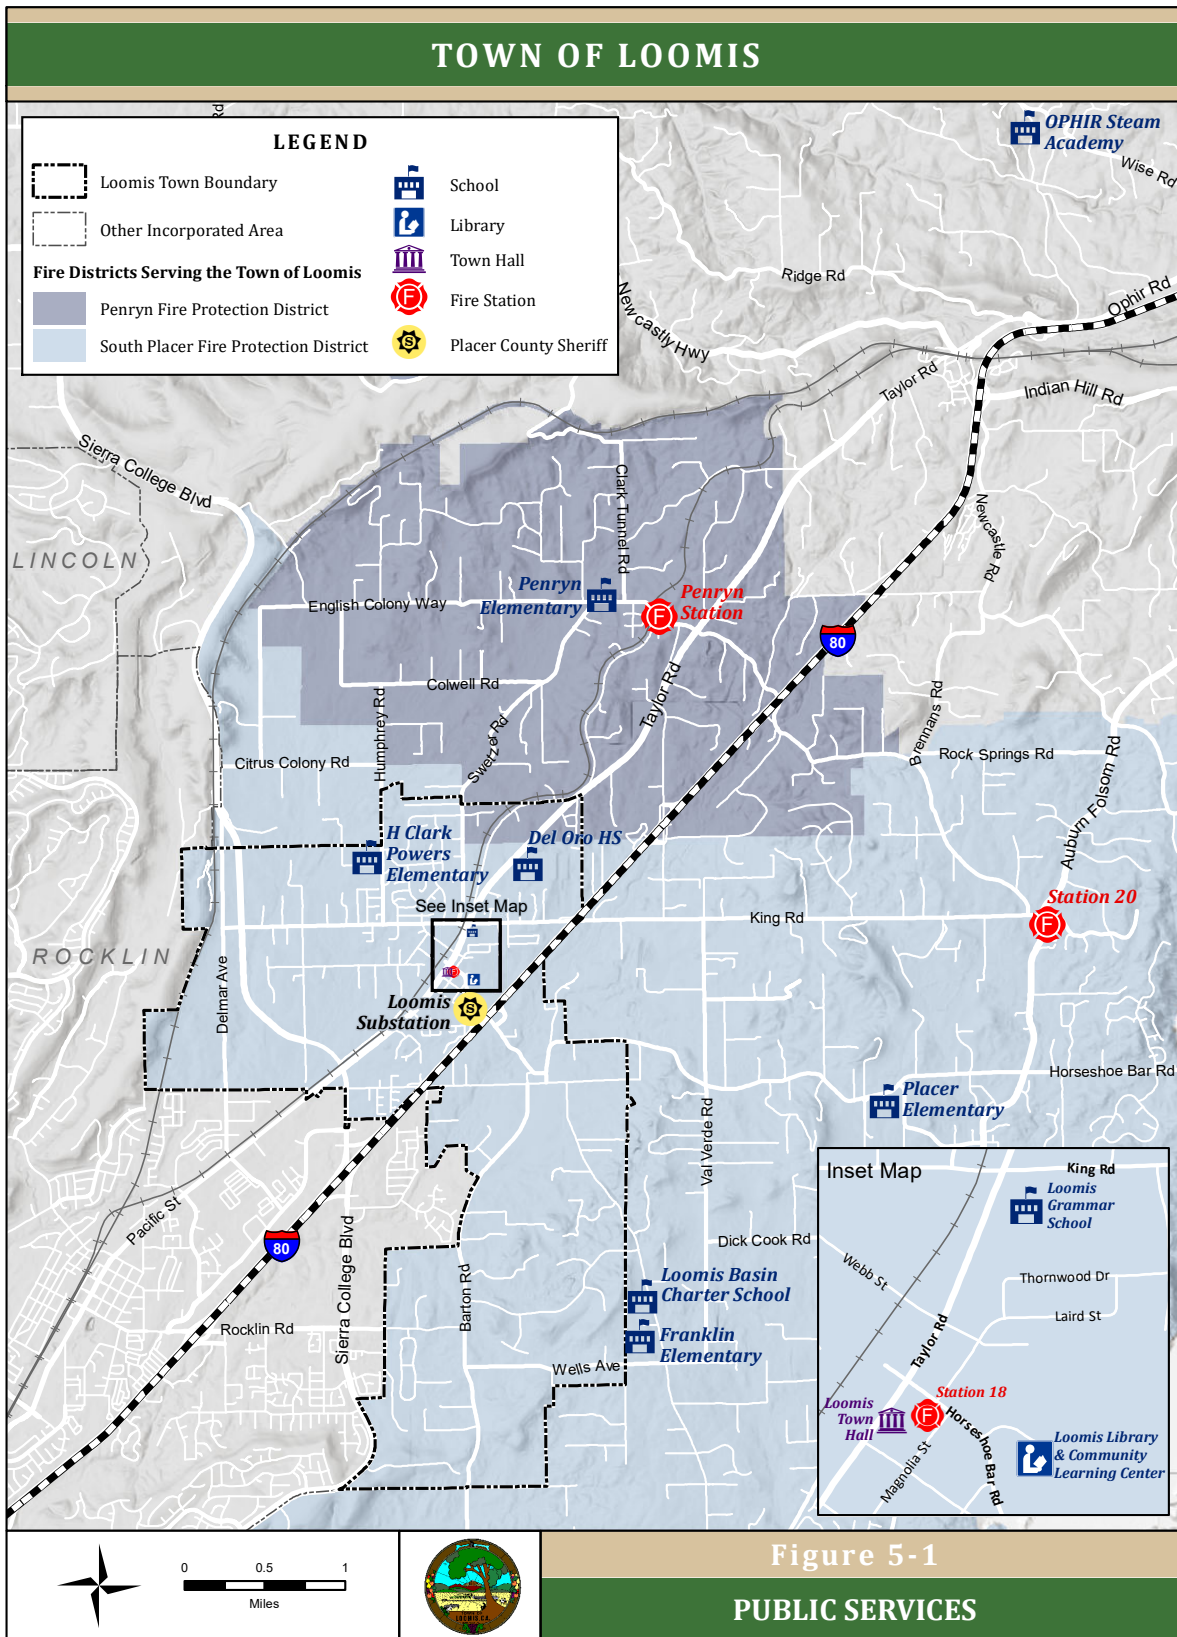 TOWN OF LOOMIS
Rd
LEGEND
Loomis Town Boundary
Other Incorporated Area
Fire Districts Serving the Town of Loomis
Penryn Fire Protection District
South Placer Fire Protection District
School
Library
Town Hall
F
Fire Station
S
Placer County Sheriff
OPHIR Steam
Academy
Wise Rd
Ridge Rd
Ophir Rd
Newcastly Hwy
Taylor Rd
Indian Hill Rd
Sierra College Blvd
Clark Tunnel Rd
Newcastle Rd
LINCOLN
Penryn
Elementary
English Colony Way
F
Penryn
Station
80
Colwell Rd
Taylor Rd
Humphrey Rd
Swetzer Rd
Brennans Rd
Citrus Colony Rd
Rock Springs Rd
Auburn Folsom Rd
H Clark
Powers
Elementary
Del Oro HS
See Inset Map
King Rd
Station 20
F
ROCKLIN
Delmar Ave
F
Loomis
Substation
S
Horseshoe Bar Rd
Placer
Elementary
Val Verde Rd
Pacific St
80
Sierra College Blvd
Barton Rd
Dick Cook Rd
Loomis Basin
Charter School
Rocklin Rd
Franklin
Elementary
Wells Ave
Inset Map
King Rd
Loomis
Grammar
School
Webb St
Thornwood Dr
Laird St
Taylor Rd
Station 18
F
Loomis
Town
Hall
Horseshoe Bar Rd
Magnolia St
Loomis Library
& Community
Learning Center
0 0.5 1
Miles
LOOMIS, CA.
Figure 5-1
PUBLIC SERVICES